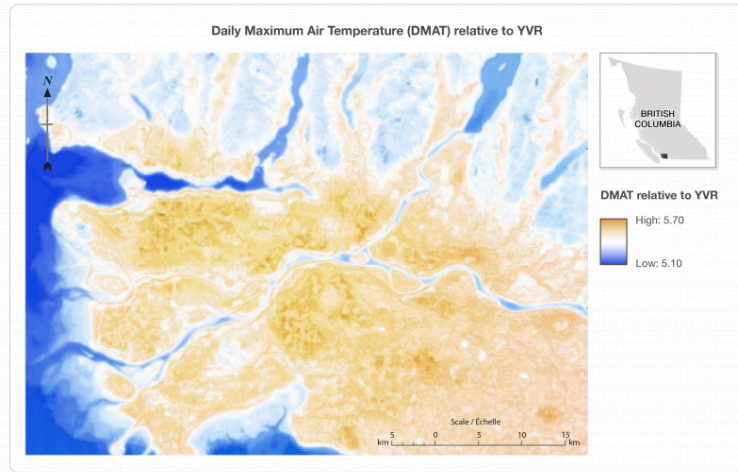 Daily Maximum Air Temperature (DMAT) relative to YVR
N
BRITISH
COLUMBIA
DMAT relative to YVR
High: 5.70
Low: 5.10
Scale / Échelle
km 5 0 5 10 15 km